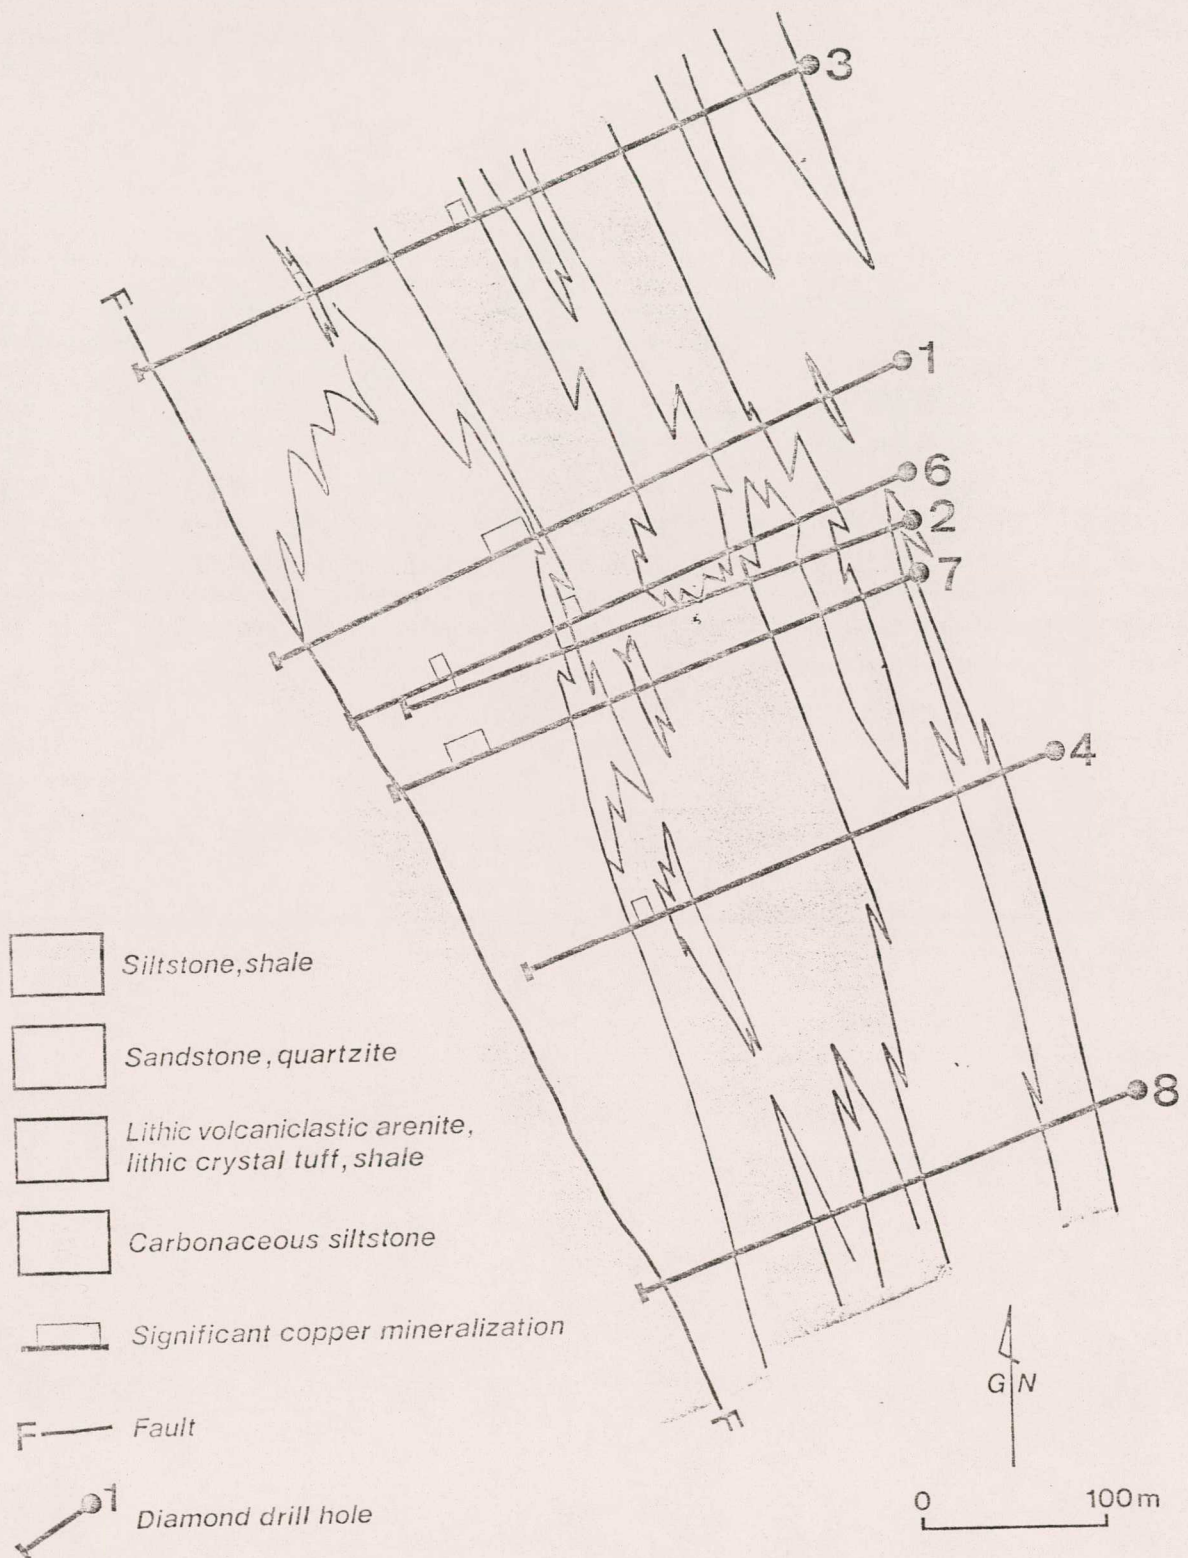 3
F
1
6
2
7
4
8
Siltstone, shale
Sandstone, quartzite
Lithic volcaniclastic arenite,
lithic crystal tuff, shale
Carbonaceous siltstone
Significant copper mineralization
F Fault
1 Diamond drill hole
F
G N
0 100m